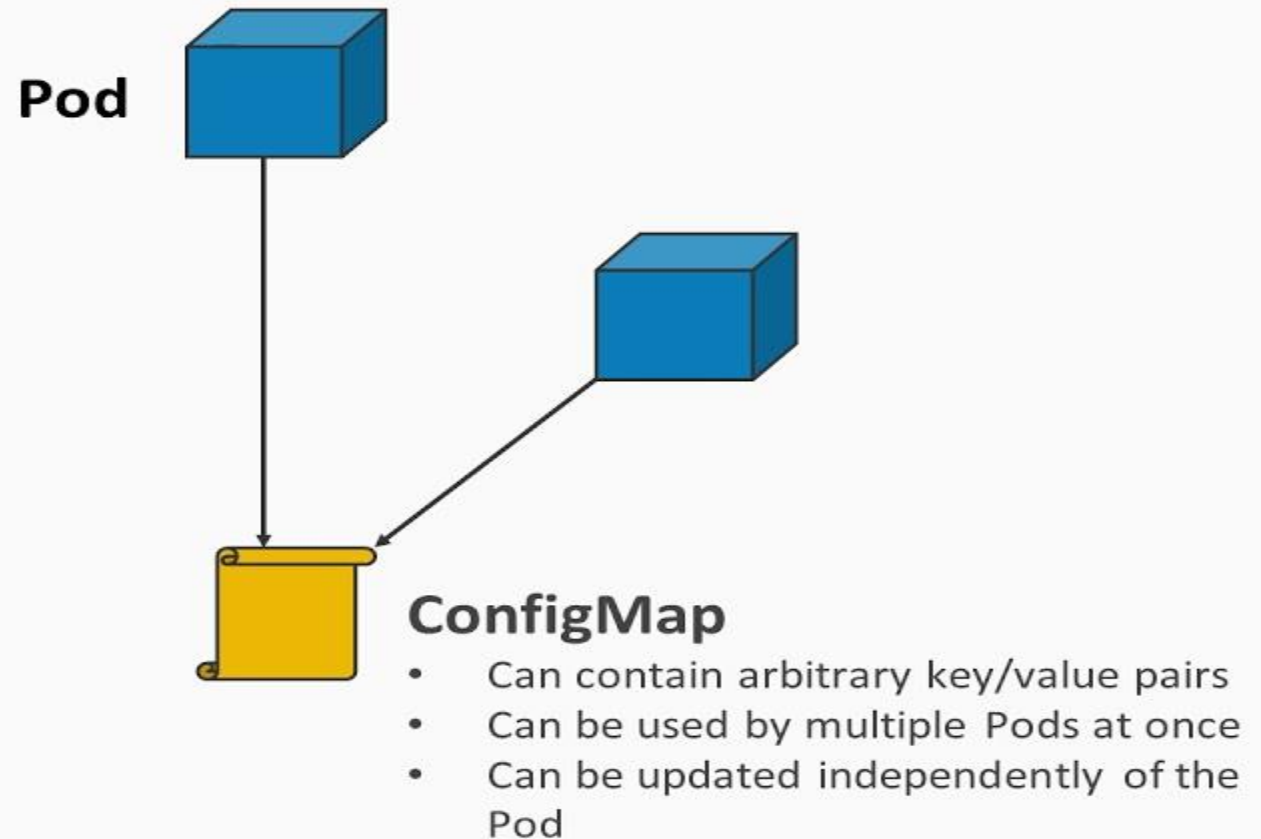 Pod
ConfigMap
• Can contain arbitrary key/value pairs
• Can be used by multiple Pods at once
• Can be updated independently of the
Pod